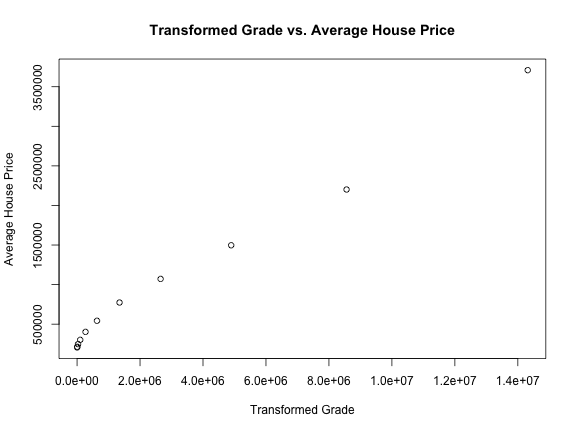 Transformed Grade vs. Average House Price
3500000
2500000
1500000
500000
Average House Price
0.0e+00 2.0e+06 4.0e+06 6.0e+06 8.0e+06 1.0e+07 1.2e+07 1.4e+07
Transformed Grade